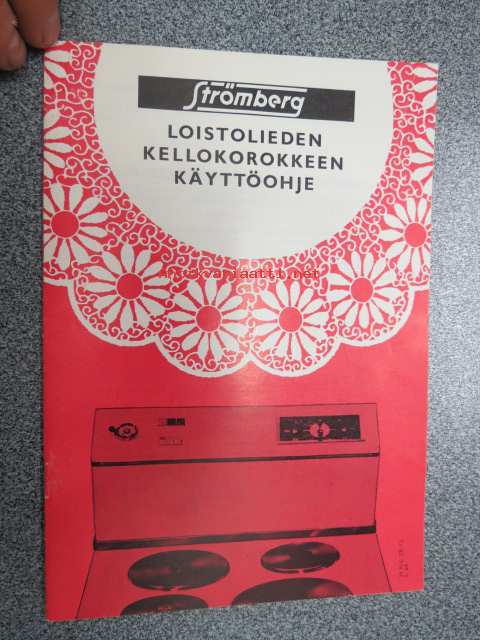 Strömberg
LOISTOLIEDEN
KELLOKOROKKEEN
KÄYTTÖOHJE